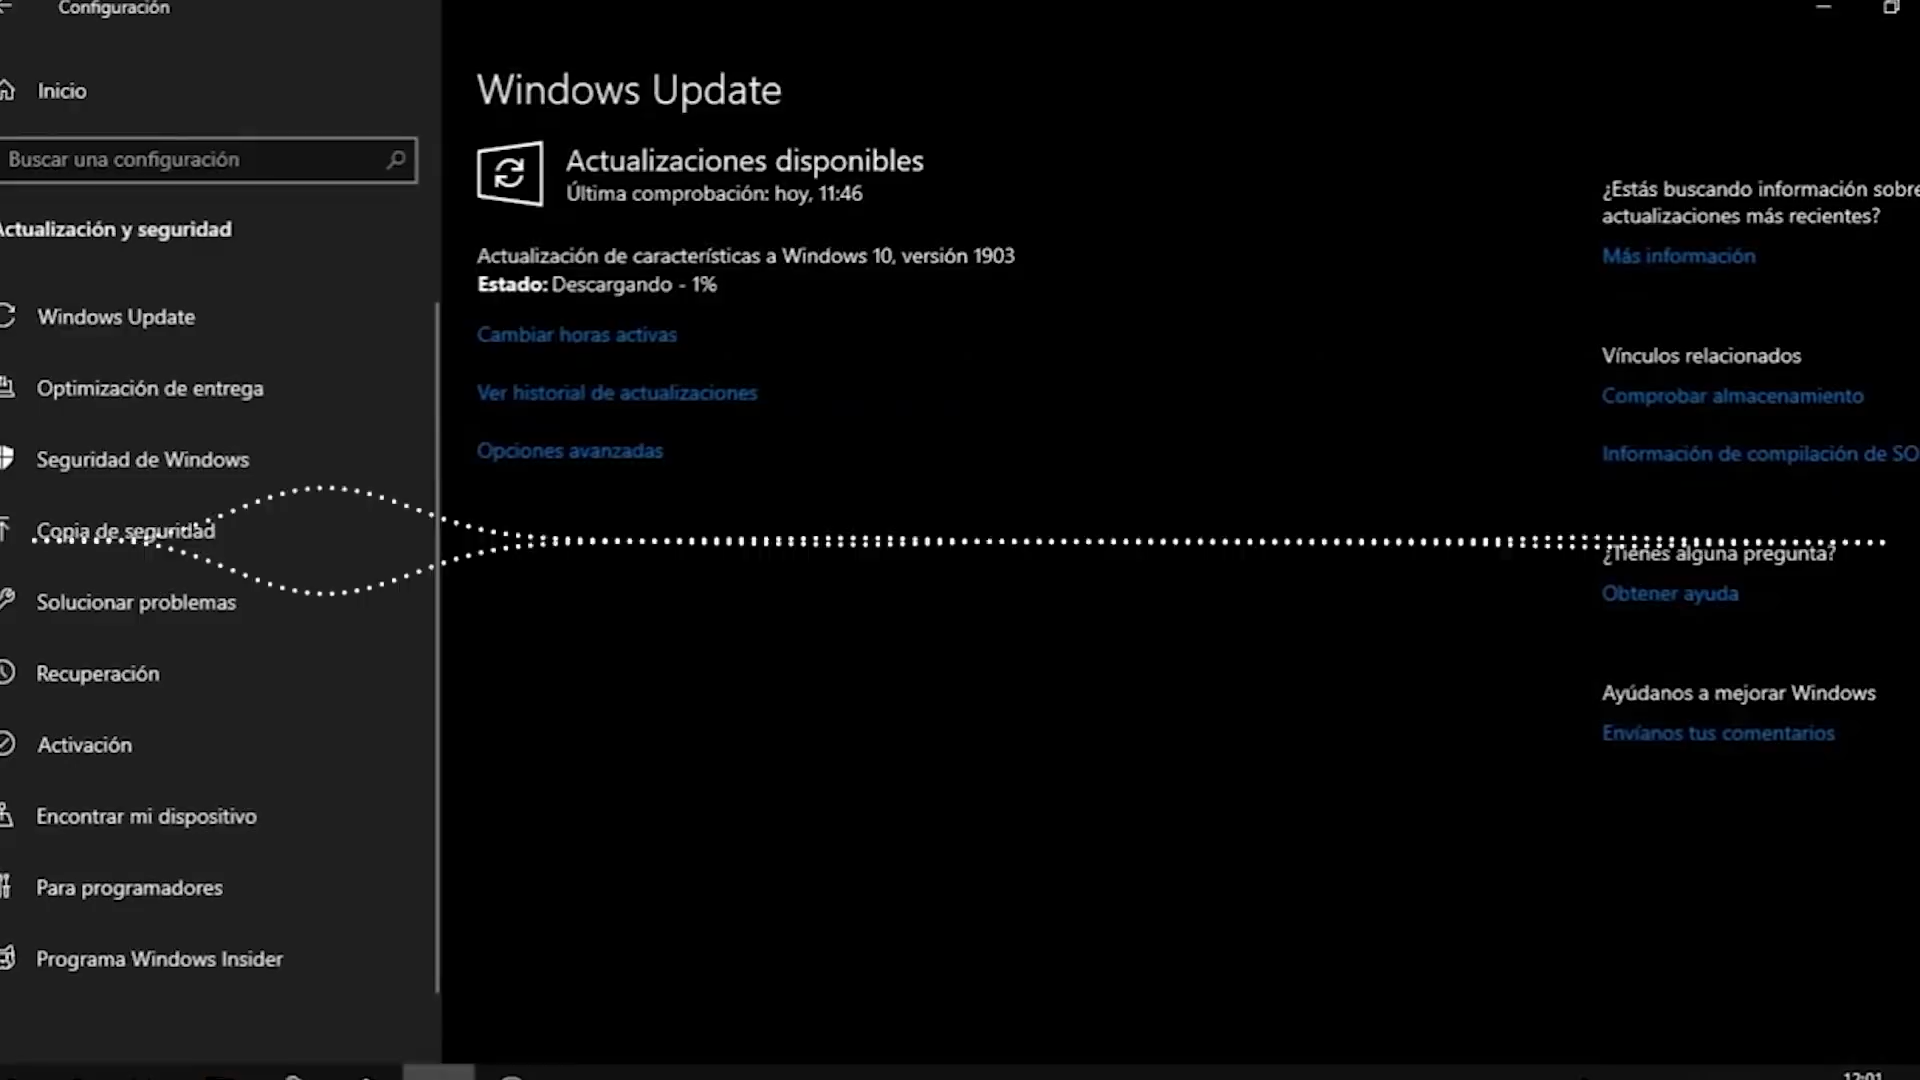 Configuración
Inicio
Buscar una configuración
Actualización y seguridad
Windows Update
Optimización de entrega
Seguridad de Windows
Copia de seguridad
Solucionar problemas
Recuperación
Activación
Encontrar mi dispositivo
Para programadores
Programa Windows Insider
Windows Update
Actualizaciones disponibles
Última comprobación: hoy, 11:46
Actualización de características a Windows 10, versión 1903
Estado: Descargando - 1%
Cambiar horas activas
Ver historial de actualizaciones
Opciones avanzadas
¿Estás buscando información sobre
actualizaciones más recientes?
Más información
Vínculos relacionados
Comprobar almacenamiento
Información de compilación de SO
¿Tienes alguna pregunta?
Obtener ayuda
Ayúdanos a mejorar Windows
Envíanos tus comentarios
12:01